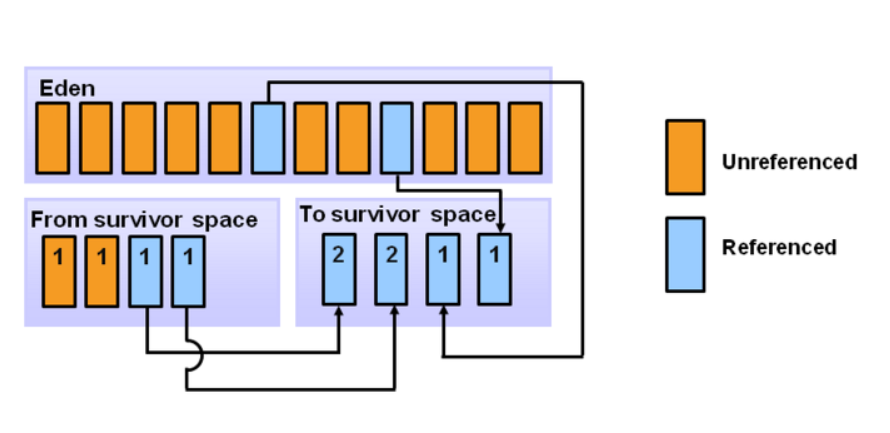 Eden
From survivor space
1 1 1 1
To survivor space
2 2 1 1
Unreferenced
Referenced